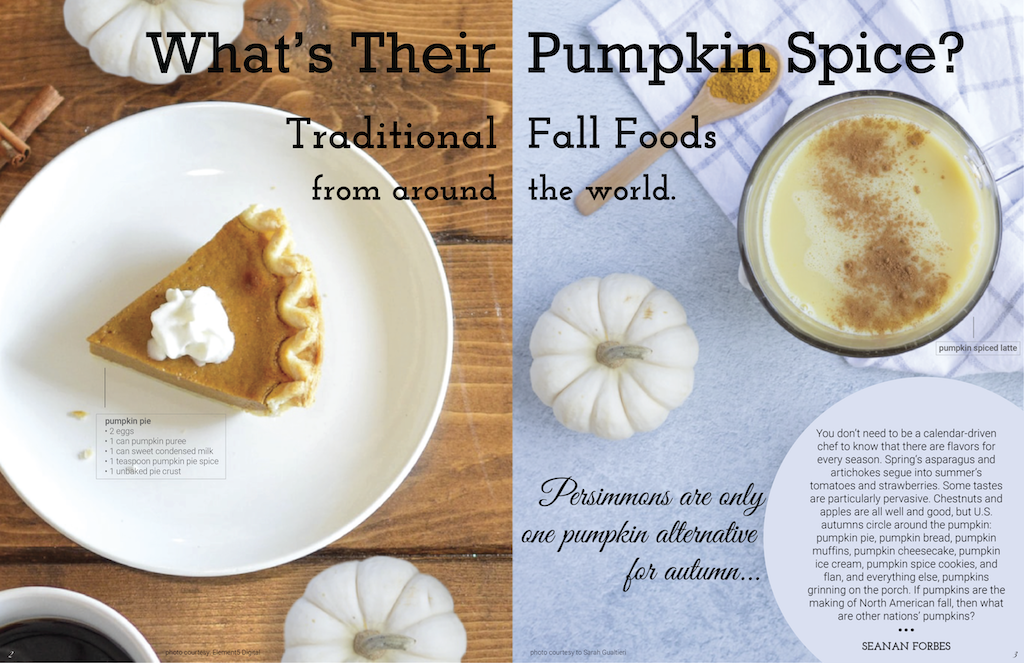 What's Their Pumpkin Spice?
Traditional Fall Foods
from around the world.
pumpkin pie
• 2 eggs
• 1 can pumpkin puree
• 1 can sweet condensed milk
• 1 teaspoon pumpkin pie spice
• 1 unbaked pie crust
pumpkin spiced latte
Persimmons are only
one pumpkin alternative
for autumn...
You don't need to be a calendar-driven
chef to know that there are flavors for
every season. Spring's asparagus and
artichokes segue into summer's
tomatoes and strawberries. Some tastes
are particularly pervasive. Chestnuts and
apples are all well and good, but U.S.
autumns circle around the pumpkin:
pumpkin pie, pumpkin bread, pumpkin
muffins, pumpkin cheesecake, pumpkin
ice cream, pumpkin spice cookies, and
flan, and everything else, pumpkins
grinning on the porch. If pumpkins are the
making of North American fall, then what
are other nations' pumpkins?
•••
SEANAN FORBES
2
photo courtesy: Element5 Digital
photo courtesy to Sarah Gualtieri
3